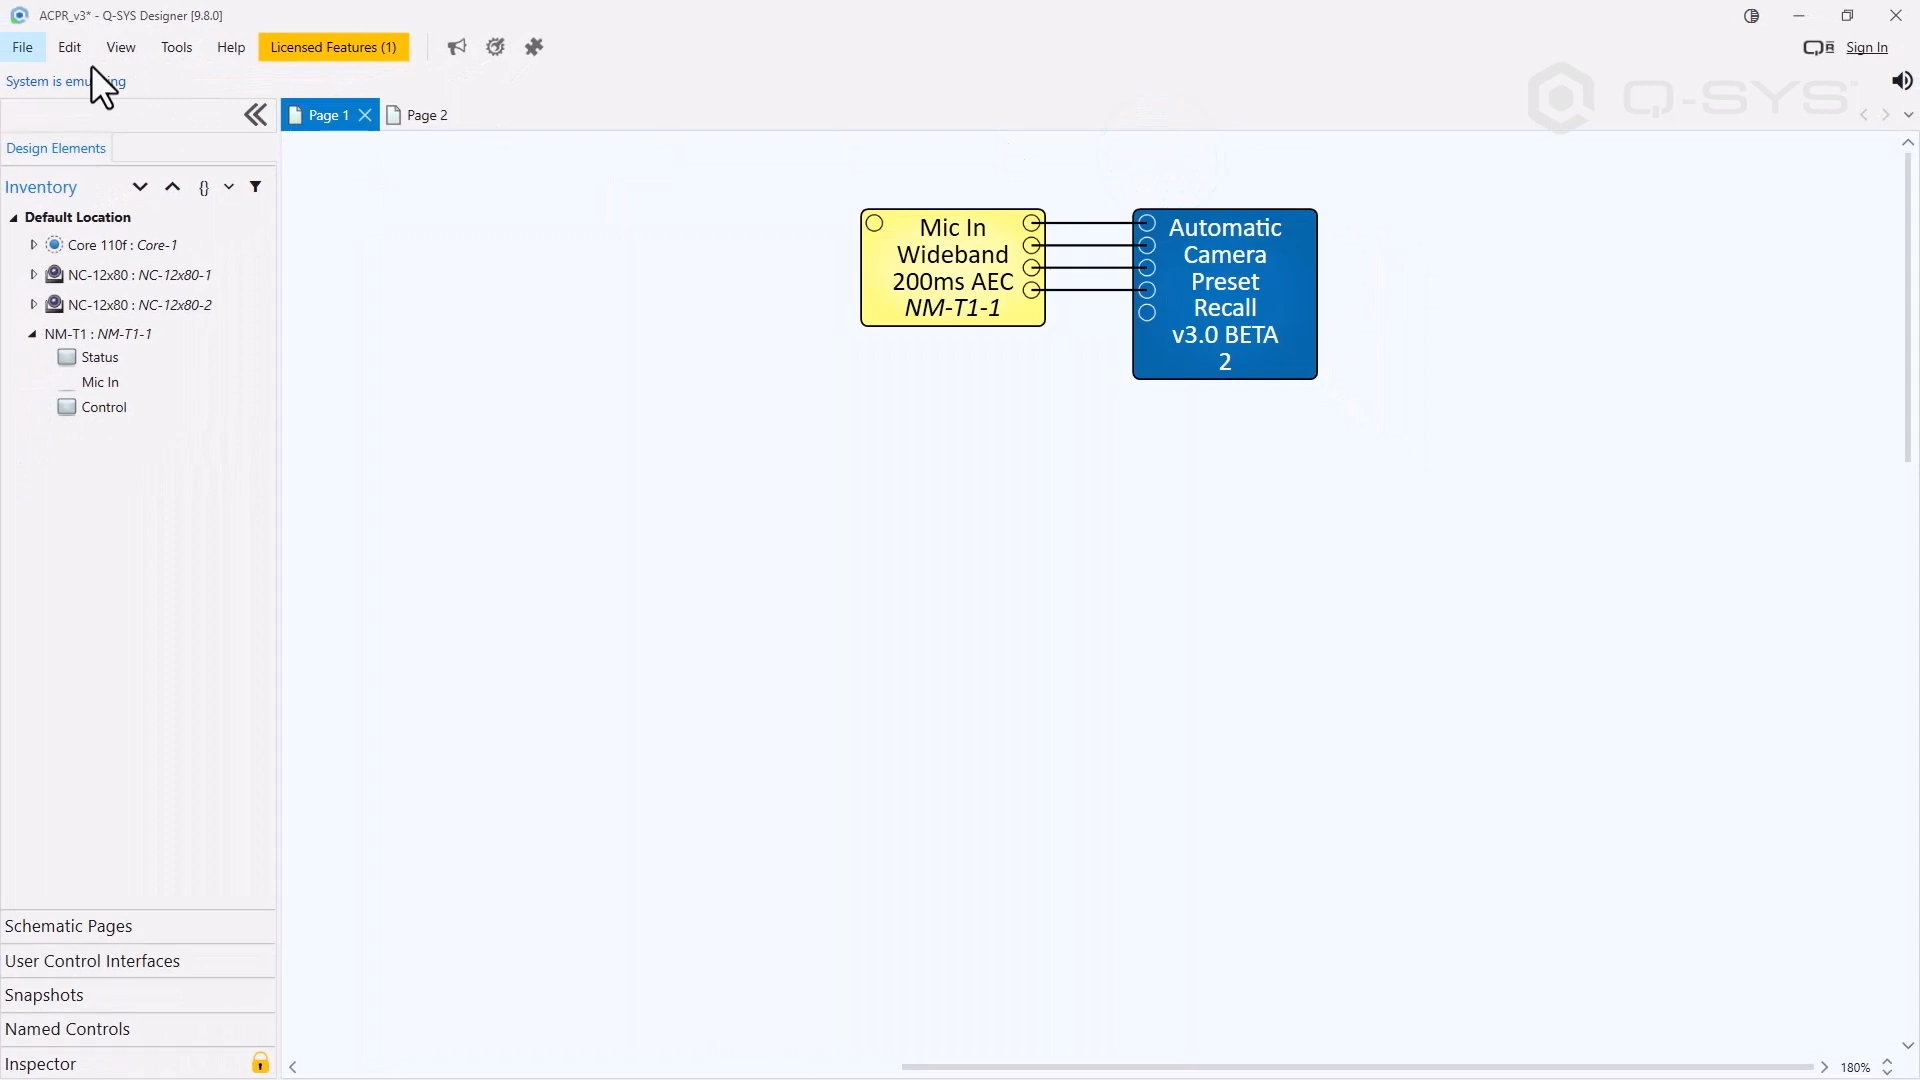 ACPR_v3* - Q-SYS Designer [9.8.0]
File Edit View Tools Help Licensed Features (1) Sign In
System is
Q-SYS
Page 1 Page 2
Design Elements
Inventory {}
Default Location
Core 110f : Core-1
NC-12x80 : NC-12x80-1
NC-12x80 : NC-12x80-2
NM-T1 : NM-T1-1
Status
Mic In
Control
Mic In
Wideband
200ms AEC
NM-T1-1
Automatic
Camera
Preset
Recall
v3.0 BETA
2
Schematic Pages
User Control Interfaces
Snapshots
Named Controls
Inspector
180%